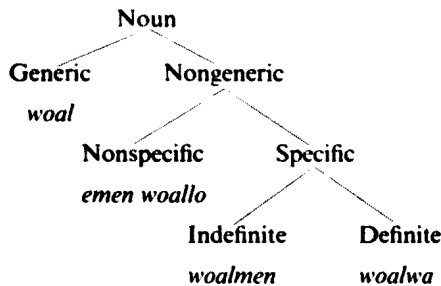 Noun
Generic Nongeneric
woal
Nonspecific Specific
emen woallo
Indefinite Definite
woalmen woalwa